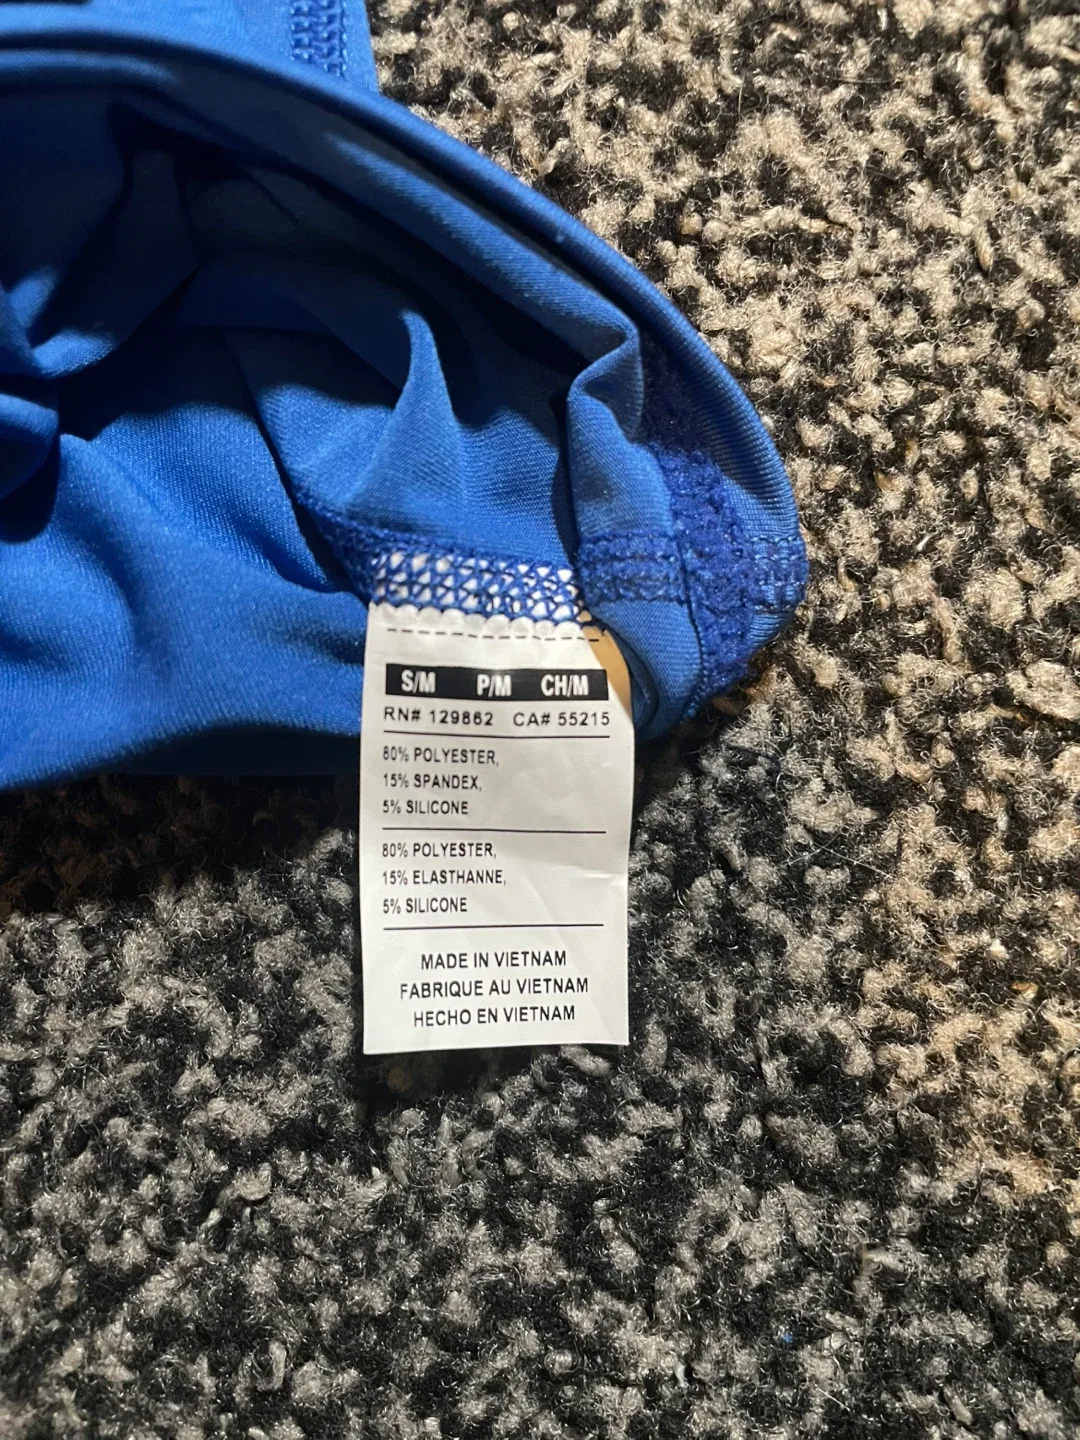 S/M P/M CH/M
RN# 129862 CA# 55215
80% POLYESTER,
15% SPANDEX,
5% SILICONE
80% POLYESTER,
15% ELASTHANNE,
5% SILICONE
MADE IN VIETNAM
FABRIQUE AU VIETNAM
HECHO EN VIETNAM